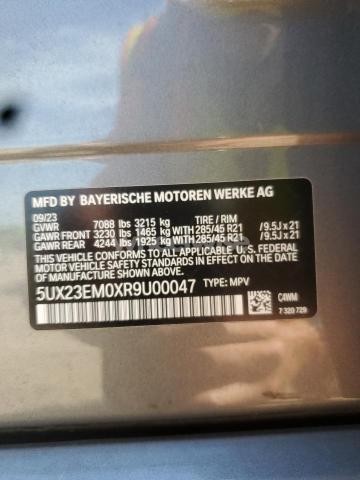 MFD BY BAYERISCHE MOTOREN WERKE AG
09/23
GVWR 7088 lbs 3215 kg TIRE / RIM
GAWR FRONT 3230 lbs 1465 kg WITH 285/45 R21 /9.5J x 21
GAWR REAR 4244 lbs 1925 kg WITH 285/45 R21 /9.5J x 21
THIS VEHICLE CONFORMS TO ALL APPLICABLE U.S. FEDERAL
MOTOR VEHICLE SAFETY STANDARDS IN EFFECT ON THE DATE OF
MANUFACTURE SHOWN ABOVE.
5UX23EM0XR9U00047 TYPE: MPV
C4WM
7 320 729